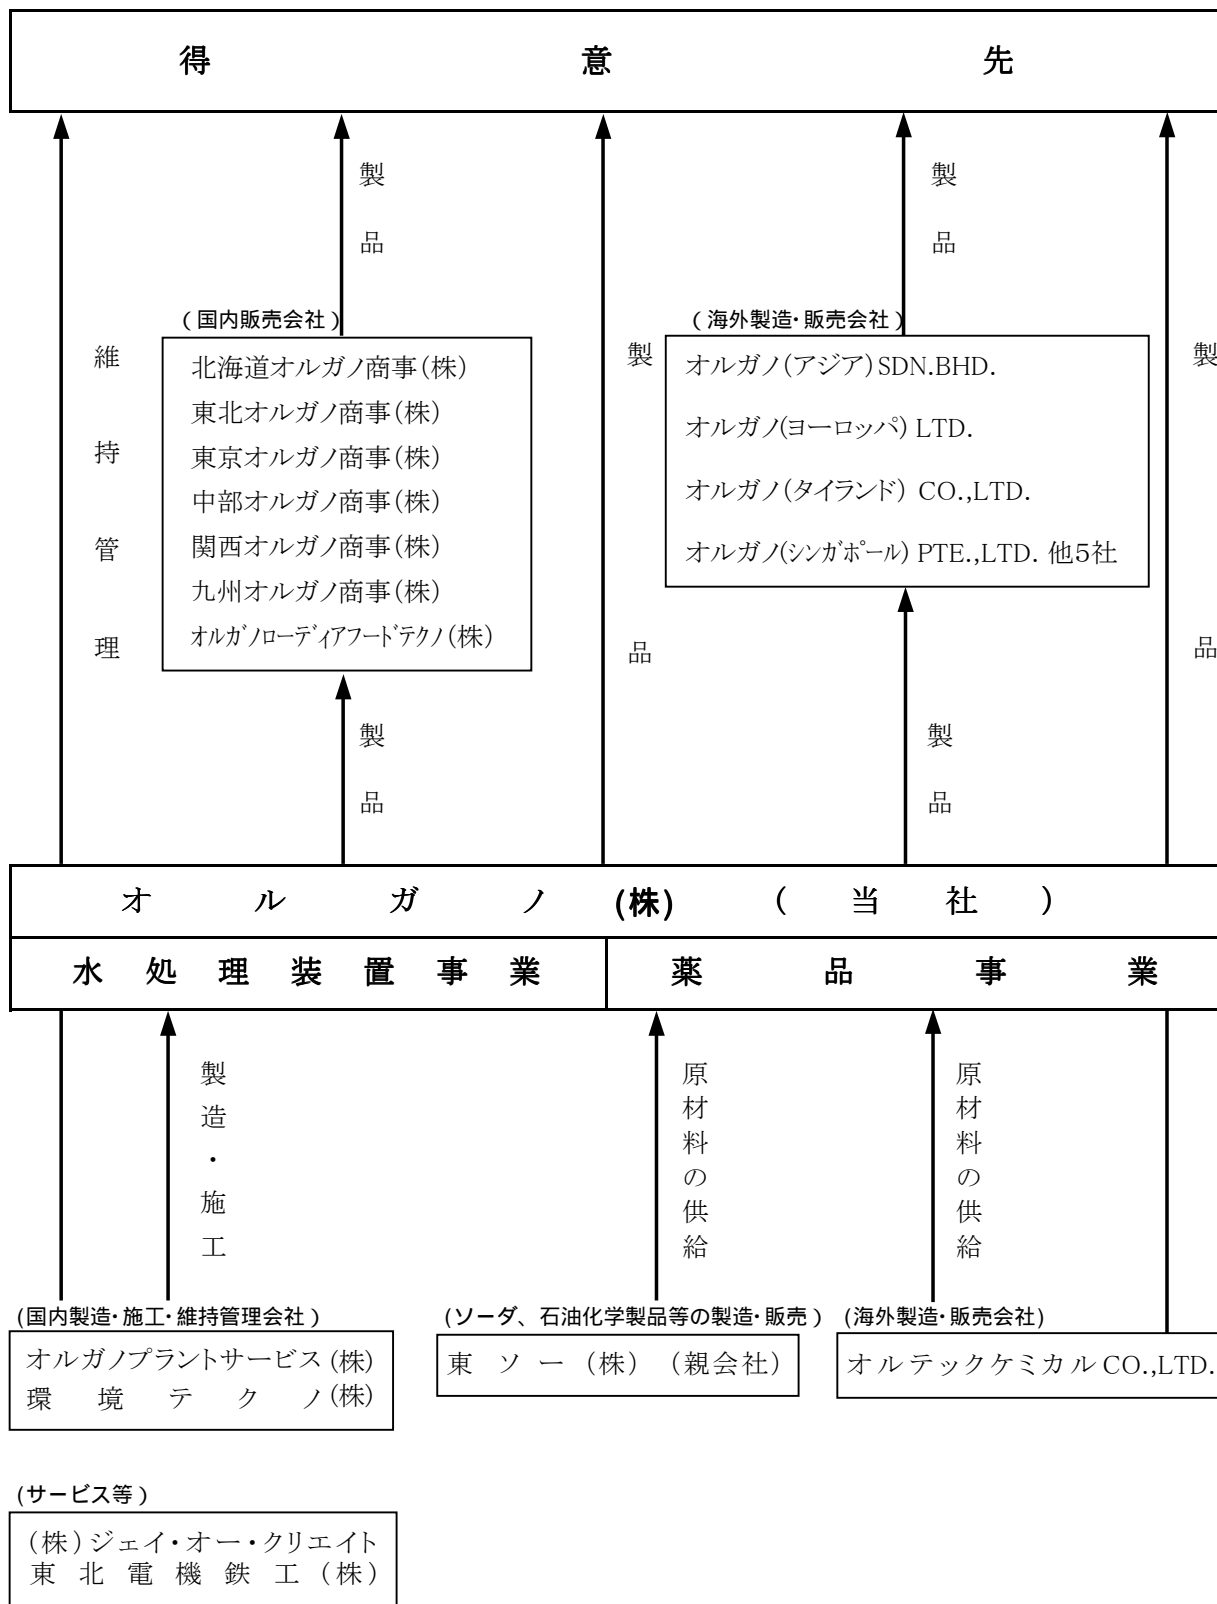 得意先
製品
製品
(国内販売会社)
北海道オルガノ商事(株)
東北オルガノ商事(株)
東京オルガノ商事(株)
中部オルガノ商事(株)
関西オルガノ商事(株)
九州オルガノ商事(株)
オルガノローディアフードテクノ(株)
(海外製造・販売会社)
オルガノ(アジア)SDN.BHD.
オルガノ(ヨーロッパ) LTD.
オルガノ(タイランド) CO.,LTD.
オルガノ(シンガポール) PTE.,LTD. 他5社
維持管理
製品
製品
製品
製品
オルガノ(株) (当社)
水処理装置事業
薬品事業
製造・施工
原材料の供給
原材料の供給
(国内製造・施工・維持管理会社)
オルガノプラントサービス(株)
環境テクノ(株)
(ソーダ、石油化学製品等の製造・販売)
東ソー(株) (親会社)
(海外製造・販売会社)
オルテックケミカル CO.,LTD.
(サービス等)
(株)ジェイ・オー・クリエイト
東北電機鉄工(株)